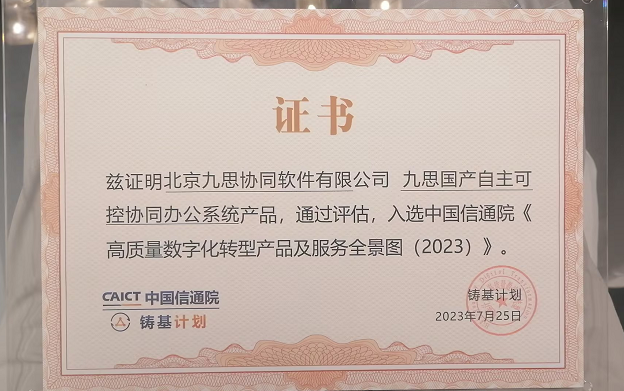 证书
兹证明北京九思协同软件有限公司 九思国产自主可
控协同办公系统产品，通过评估，入选中国信通院《
高质量数字化转型产品及服务全景图（2023）》。
CAICT 中国信通院
铸基计划
铸基计划
2023年7月25日